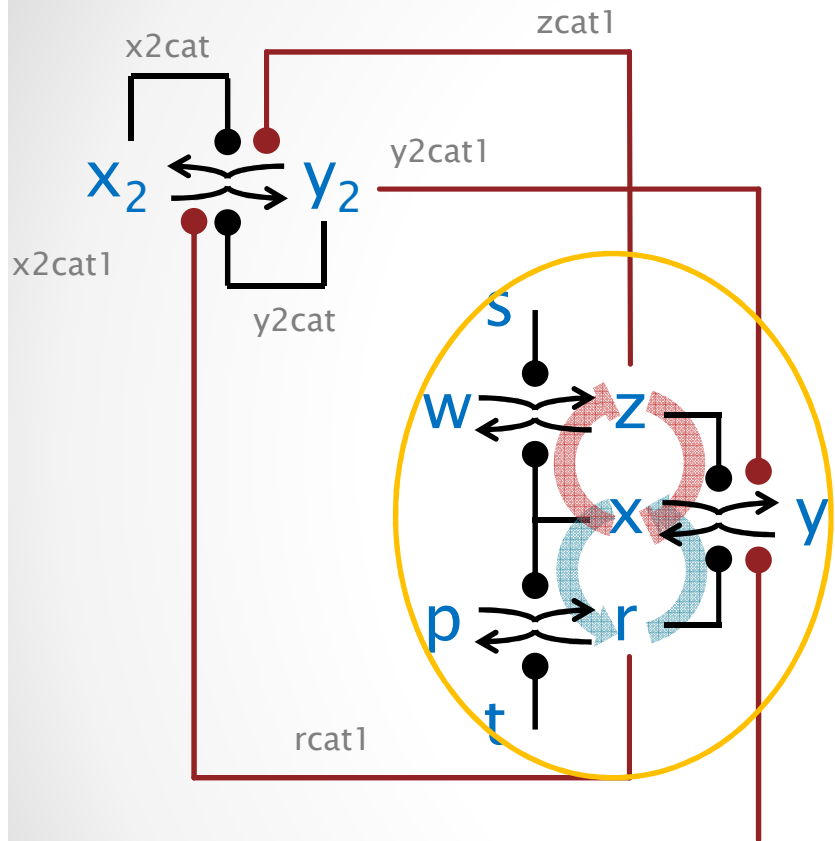 zcat1
x2cat
y2cat1
x₂ y₂
x2cat1
y2cat
s
w z
x y
p r
t
rcat1